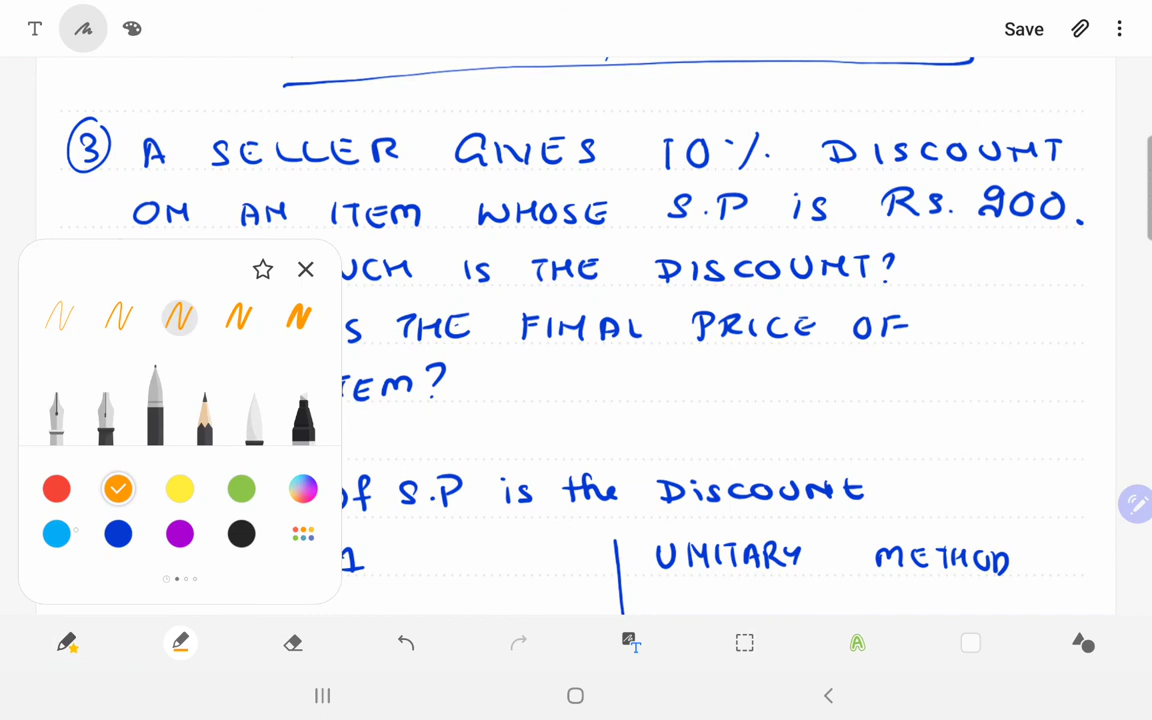 T Save
③ A SELLER GIVES 10% DISCOUNT
ON AN ITEM WHOSE S.P is Rs. 900.
UCH IS THE DISCOUNT?
S THE FINAL PRICE OF
TEM?
of S.P is the DISCOUNT
1 UNITARY METHOD
T
A